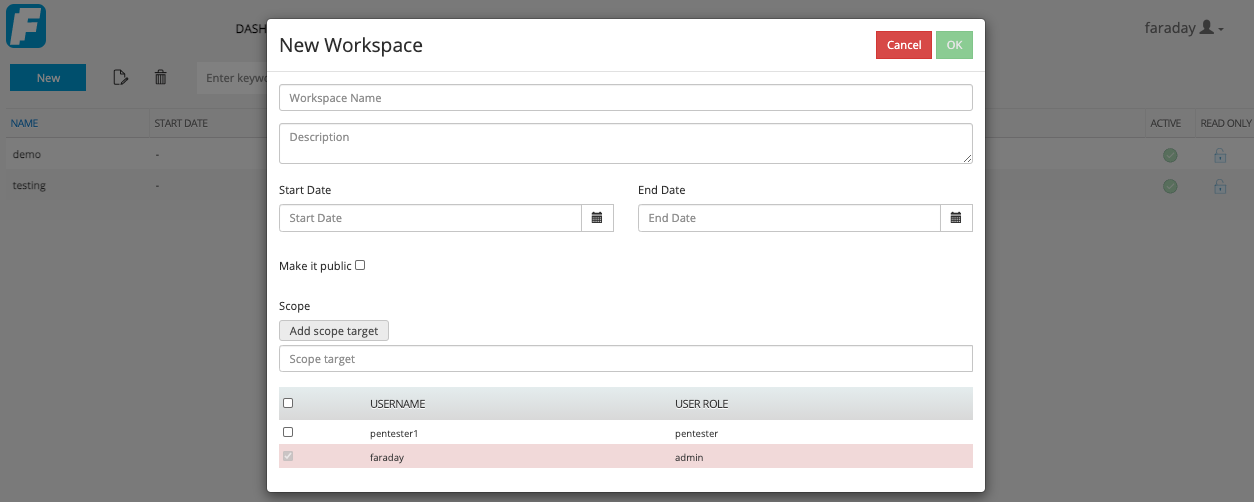 F
DASH
faraday
New
Enter keywo
NAME
START DATE
ACTIVE
READ ONLY
demo
-
testing
-
New Workspace
Cancel
OK
Workspace Name
Description
Start Date
End Date
Start Date
End Date
Make it public
Scope
Add scope target
Scope target
USERNAME
USER ROLE
pentester1
pentester
faraday
admin